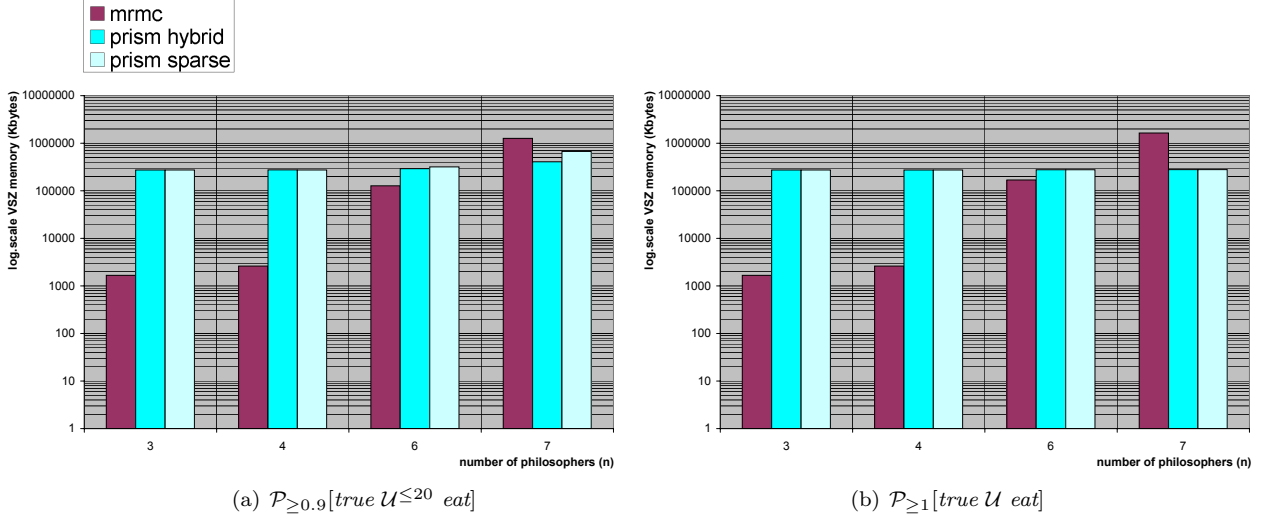 mrmc
prism hybrid
prism sparse
log.scale VSZ memory (Kbytes)
10000000
1000000
100000
10000
1000
100
10
1
3 4 6 7
number of philosophers (n)
(a) 𝒫≥0.9[true 𝒰≤20 eat]
log.scale VSZ memory (Kbytes)
10000000
1000000
100000
10000
1000
100
10
1
3 4 6 7
number of philosophers (n)
(b) 𝒫≥1[true 𝒰 eat]